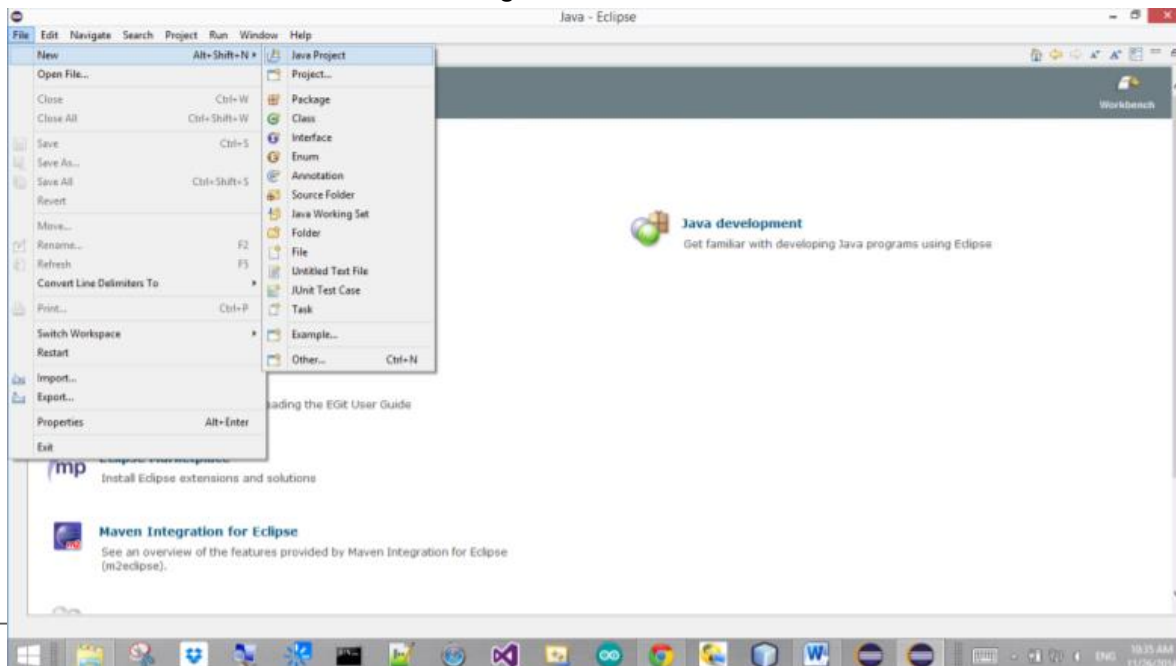 Java - Eclipse
File Edit Navigate Search Project Run Window Help
New Alt+Shift+N
Open File...
Close Ctrl+W
Close All Ctrl+Shift+W
Save Ctrl+S
Save As...
Save All Ctrl+Shift+S
Revert
Move...
Rename... F2
Refresh F5
Convert Line Delimiters To
Print... Ctrl+P
Switch Workspace
Restart
Import...
Export...
Properties Alt+Enter
Exit
Java Project
Project...
Package
Class
Interface
Enum
Annotation
Source Folder
Java Working Set
Folder
File
Untitled Text File
JUnit Test Case
Task
Example...
Other... Ctrl+N
Workbench
Java development
Get familiar with developing Java programs using Eclipse
the EGit User Guide
Install Eclipse extensions and solutions
Maven Integration for Eclipse
See an overview of the features provided by Maven Integration for Eclipse
(m2eclipse).
mp
m2
ENG
10:35 AM